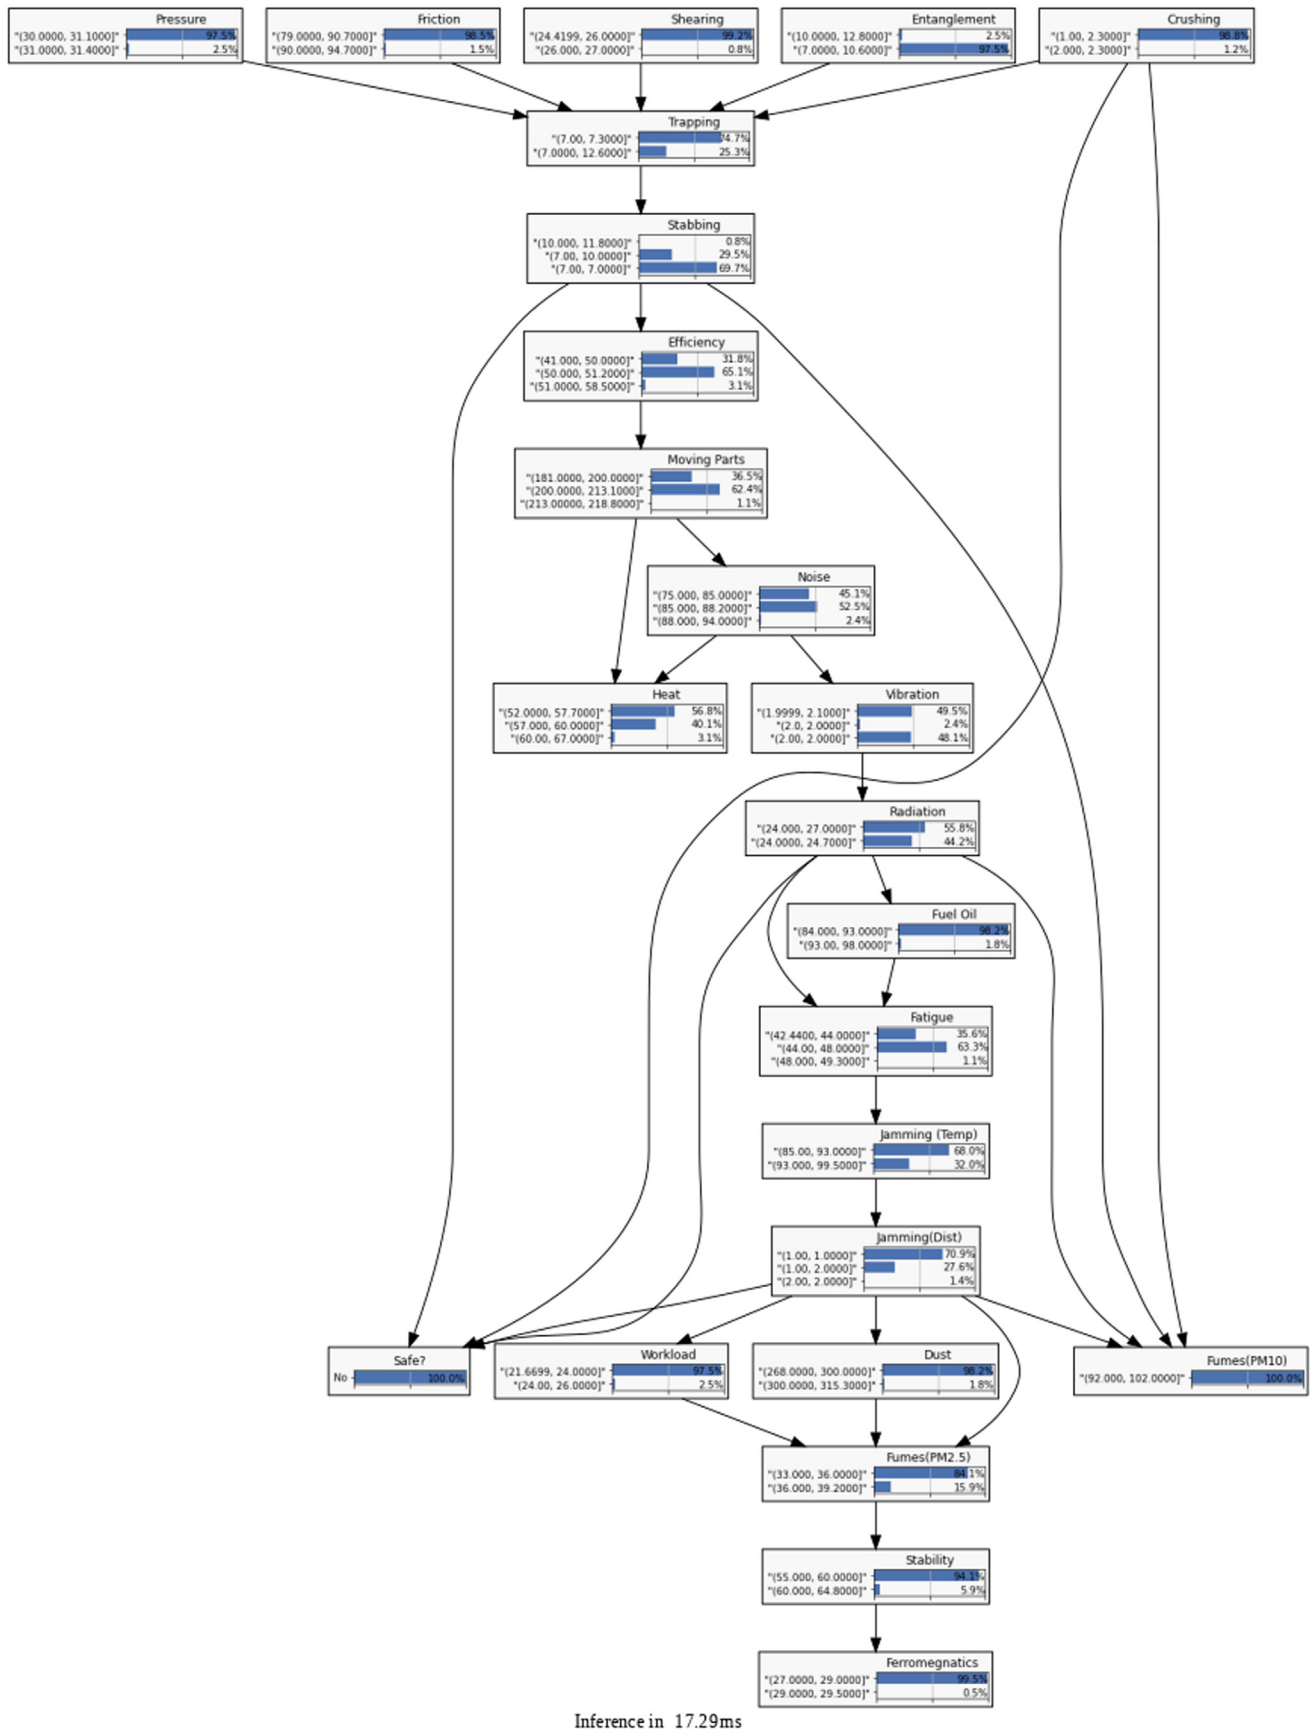 Pressure
"(30.0000, 31.1000]" 97.5%
"(31.0000, 31.4000]" 2.5%
Friction
"(79.0000, 90.7000]" 98.5%
"(90.0000, 94.7000]" 1.5%
Shearing
"(24.4199, 26.0000]" 99.2%
"(26.000, 27.0000]" 0.8%
Entanglement
"(10.0000, 12.8000]" 2.5%
"(7.0000, 10.6000]" 97.5%
Crushing
"(1.00, 2.3000]" 98.8%
"(2.000, 2.3000]" 1.2%
Trapping
"(7.00, 7.3000]" 74.7%
"(7.0000, 12.6000]" 25.3%
Stabbing
"(10.000, 11.8000]" 0.8%
"(7.00, 10.0000]" 29.5%
"(7.00, 7.0000]" 69.7%
Efficiency
"(41.000, 50.0000]" 31.8%
"(50.000, 51.2000]" 65.1%
"(51.0000, 58.5000]" 3.1%
Moving Parts
"(181.0000, 200.0000]" 36.5%
"(200.0000, 213.1000]" 62.4%
"(213.00000, 218.8000]" 1.1%
Noise
"(75.000, 85.0000]" 45.1%
"(85.000, 88.2000]" 52.5%
"(88.000, 94.0000]" 2.4%
Heat
"(52.0000, 57.7000]" 56.8%
"(57.000, 60.0000]" 40.1%
"(60.00, 67.0000]" 3.1%
Vibration
"(1.9999, 2.1000]" 49.5%
"(2.0, 2.0000]" 2.4%
"(2.00, 2.0000]" 48.1%
Radiation
"(24.000, 27.0000]" 55.8%
"(24.0000, 24.7000]" 44.2%
Fuel Oil
"(84.000, 93.0000]" 98.2%
"(93.00, 98.0000]" 1.8%
Fatigue
"(42.4400, 44.0000]" 35.6%
"(44.00, 48.0000]" 63.3%
"(48.000, 49.3000]" 1.1%
Jamming (Temp)
"(85.00, 93.0000]" 68.0%
"(93.000, 99.5000]" 32.0%
Jamming(Dist)
"(1.00, 1.0000]" 70.9%
"(1.00, 2.0000]" 27.6%
"(2.00, 2.0000]" 1.4%
Safe?
No 100.0%
Workload
"(21.6699, 24.0000]" 97.5%
"(24.00, 26.0000]" 2.5%
Dust
"(268.0000, 300.0000]" 98.2%
"(300.0000, 315.3000]" 1.8%
Fumes(PM10)
"(92.000, 102.0000]" 100.0%
Fumes(PM2.5)
"(33.000, 36.0000]" 84.1%
"(36.000, 39.2000]" 15.9%
Stability
"(55.000, 60.0000]" 94.1%
"(60.000, 64.8000]" 5.9%
Ferromegnatics
"(27.0000, 29.0000]" 99.5%
"(29.0000, 29.5000]" 0.5%
Inference in 17.29ms